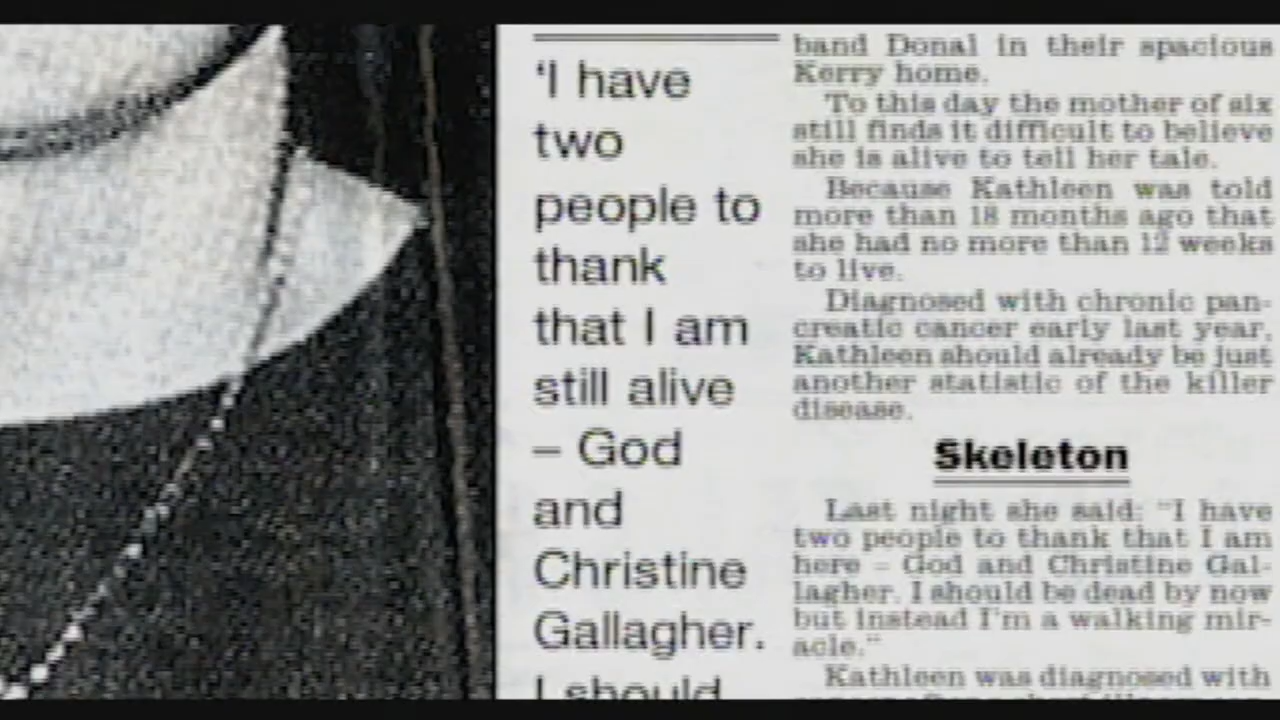 ‘I have
two
people to
thank
that I am
still alive
– God
and
Christine
Gallagher.
I should
band Donal in their spacious
Kerry home.
To this day the mother of six
still finds it difficult to believe
she is alive to tell her tale.
Because Kathleen was told
more than 18 months ago that
she had no more than 12 weeks
to live.
Diagnosed with chronic pan-
creatic cancer early last year,
Kathleen should already be just
another statistic of the killer
disease.
Skeleton
Last night she said: "I have
two people to thank that I am
here – God and Christine Gal-
lagher. I should be dead by now
but instead I'm a walking mir-
acle."
Kathleen was diagnosed with